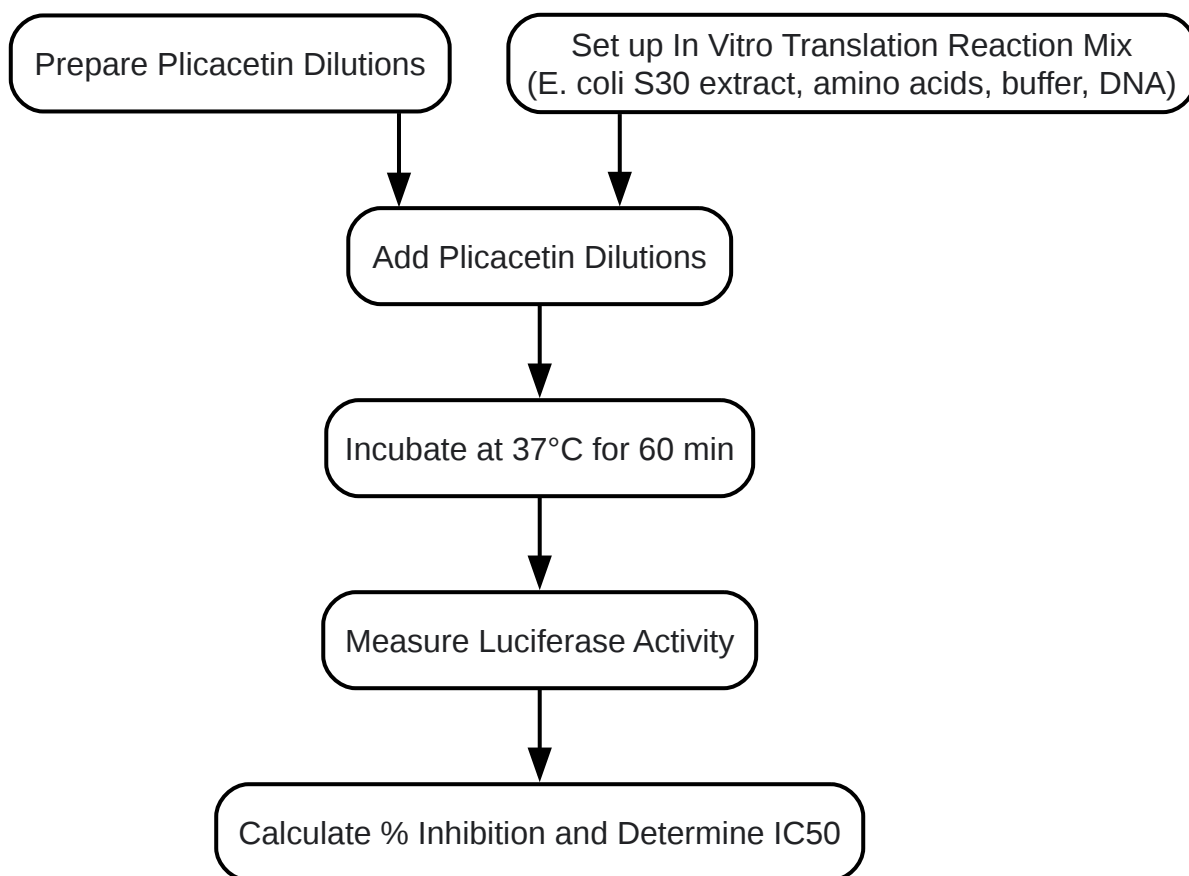 Prepare Plicacetin Dilutions
Set up In Vitro Translation Reaction Mix
(E. coli S30 extract, amino acids, buffer, DNA)
Add Plicacetin Dilutions
Incubate at 37°C for 60 min
Measure Luciferase Activity
Calculate % Inhibition and Determine IC50